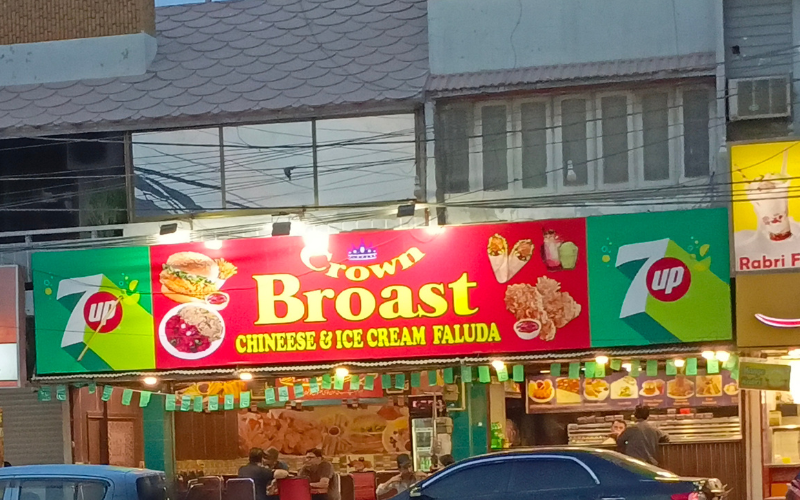 7up
Crown
Broast
CHINEESE & ICE CREAM FALUDA
7up
Rabri F